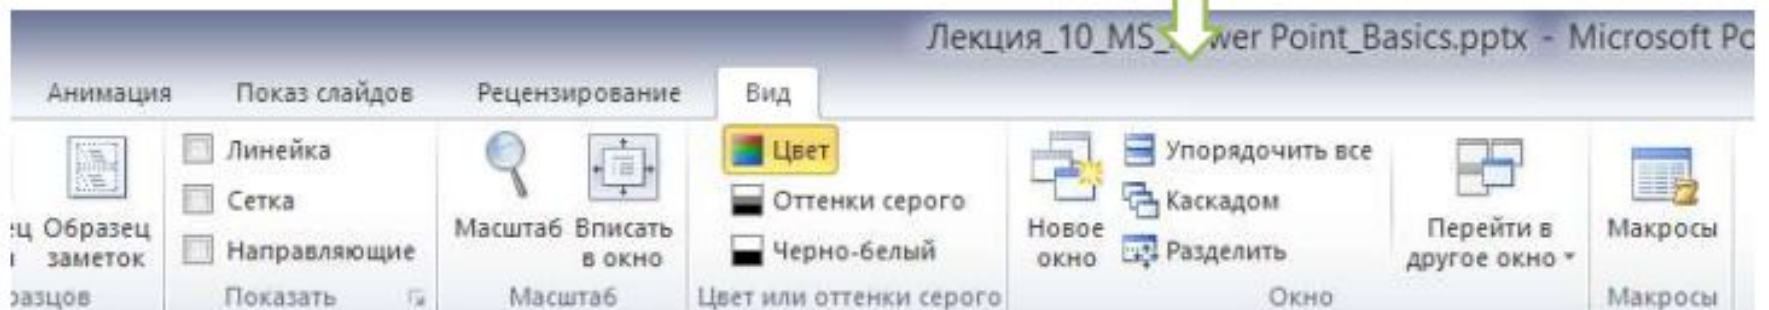 Лекция_10_MS_ wer Point_Basics.pptx - Microsoft Po
Анимация Показ слайдов Рецензирование Вид
Образец заметок
Линейка
Сетка
Направляющие
Показать
Масштаб
Вписать в окно
Масштаб
Цвет
Оттенки серого
Черно-белый
Цвет или оттенки серого
Новое окно
Упорядочить все
Каскадом
Разделить
Перейти в другое окно
Окно
Макросы
Макросы